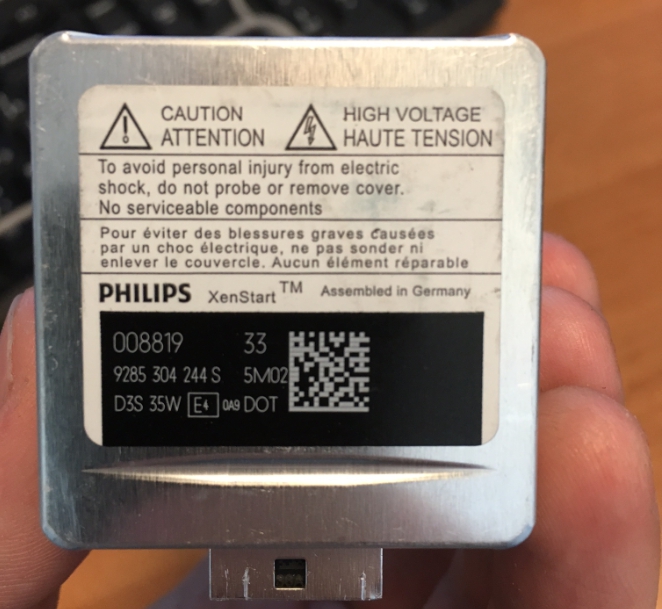 CAUTION
ATTENTION
HIGH VOLTAGE
HAUTE TENSION
To avoid personal injury from electric
shock, do not probe or remove cover.
No serviceable components
Pour éviter des blessures graves causées
par un choc électrique, ne pas sonder ni
enlever le couvercle. Aucun élément réparable
PHILIPS XenStart™ Assembled in Germany
008819 33
9285 304 244 S 5M02
D3S 35W E4 0A9 DOT